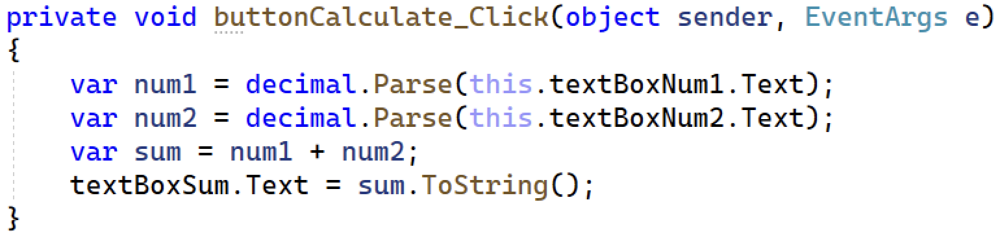 private void buttonCalculate_Click(object sender, EventArgs e)
{
    var num1 = decimal.Parse(this.textBoxNum1.Text);
    var num2 = decimal.Parse(this.textBoxNum2.Text);
    var sum = num1 + num2;
    textBoxSum.Text = sum.ToString();
}